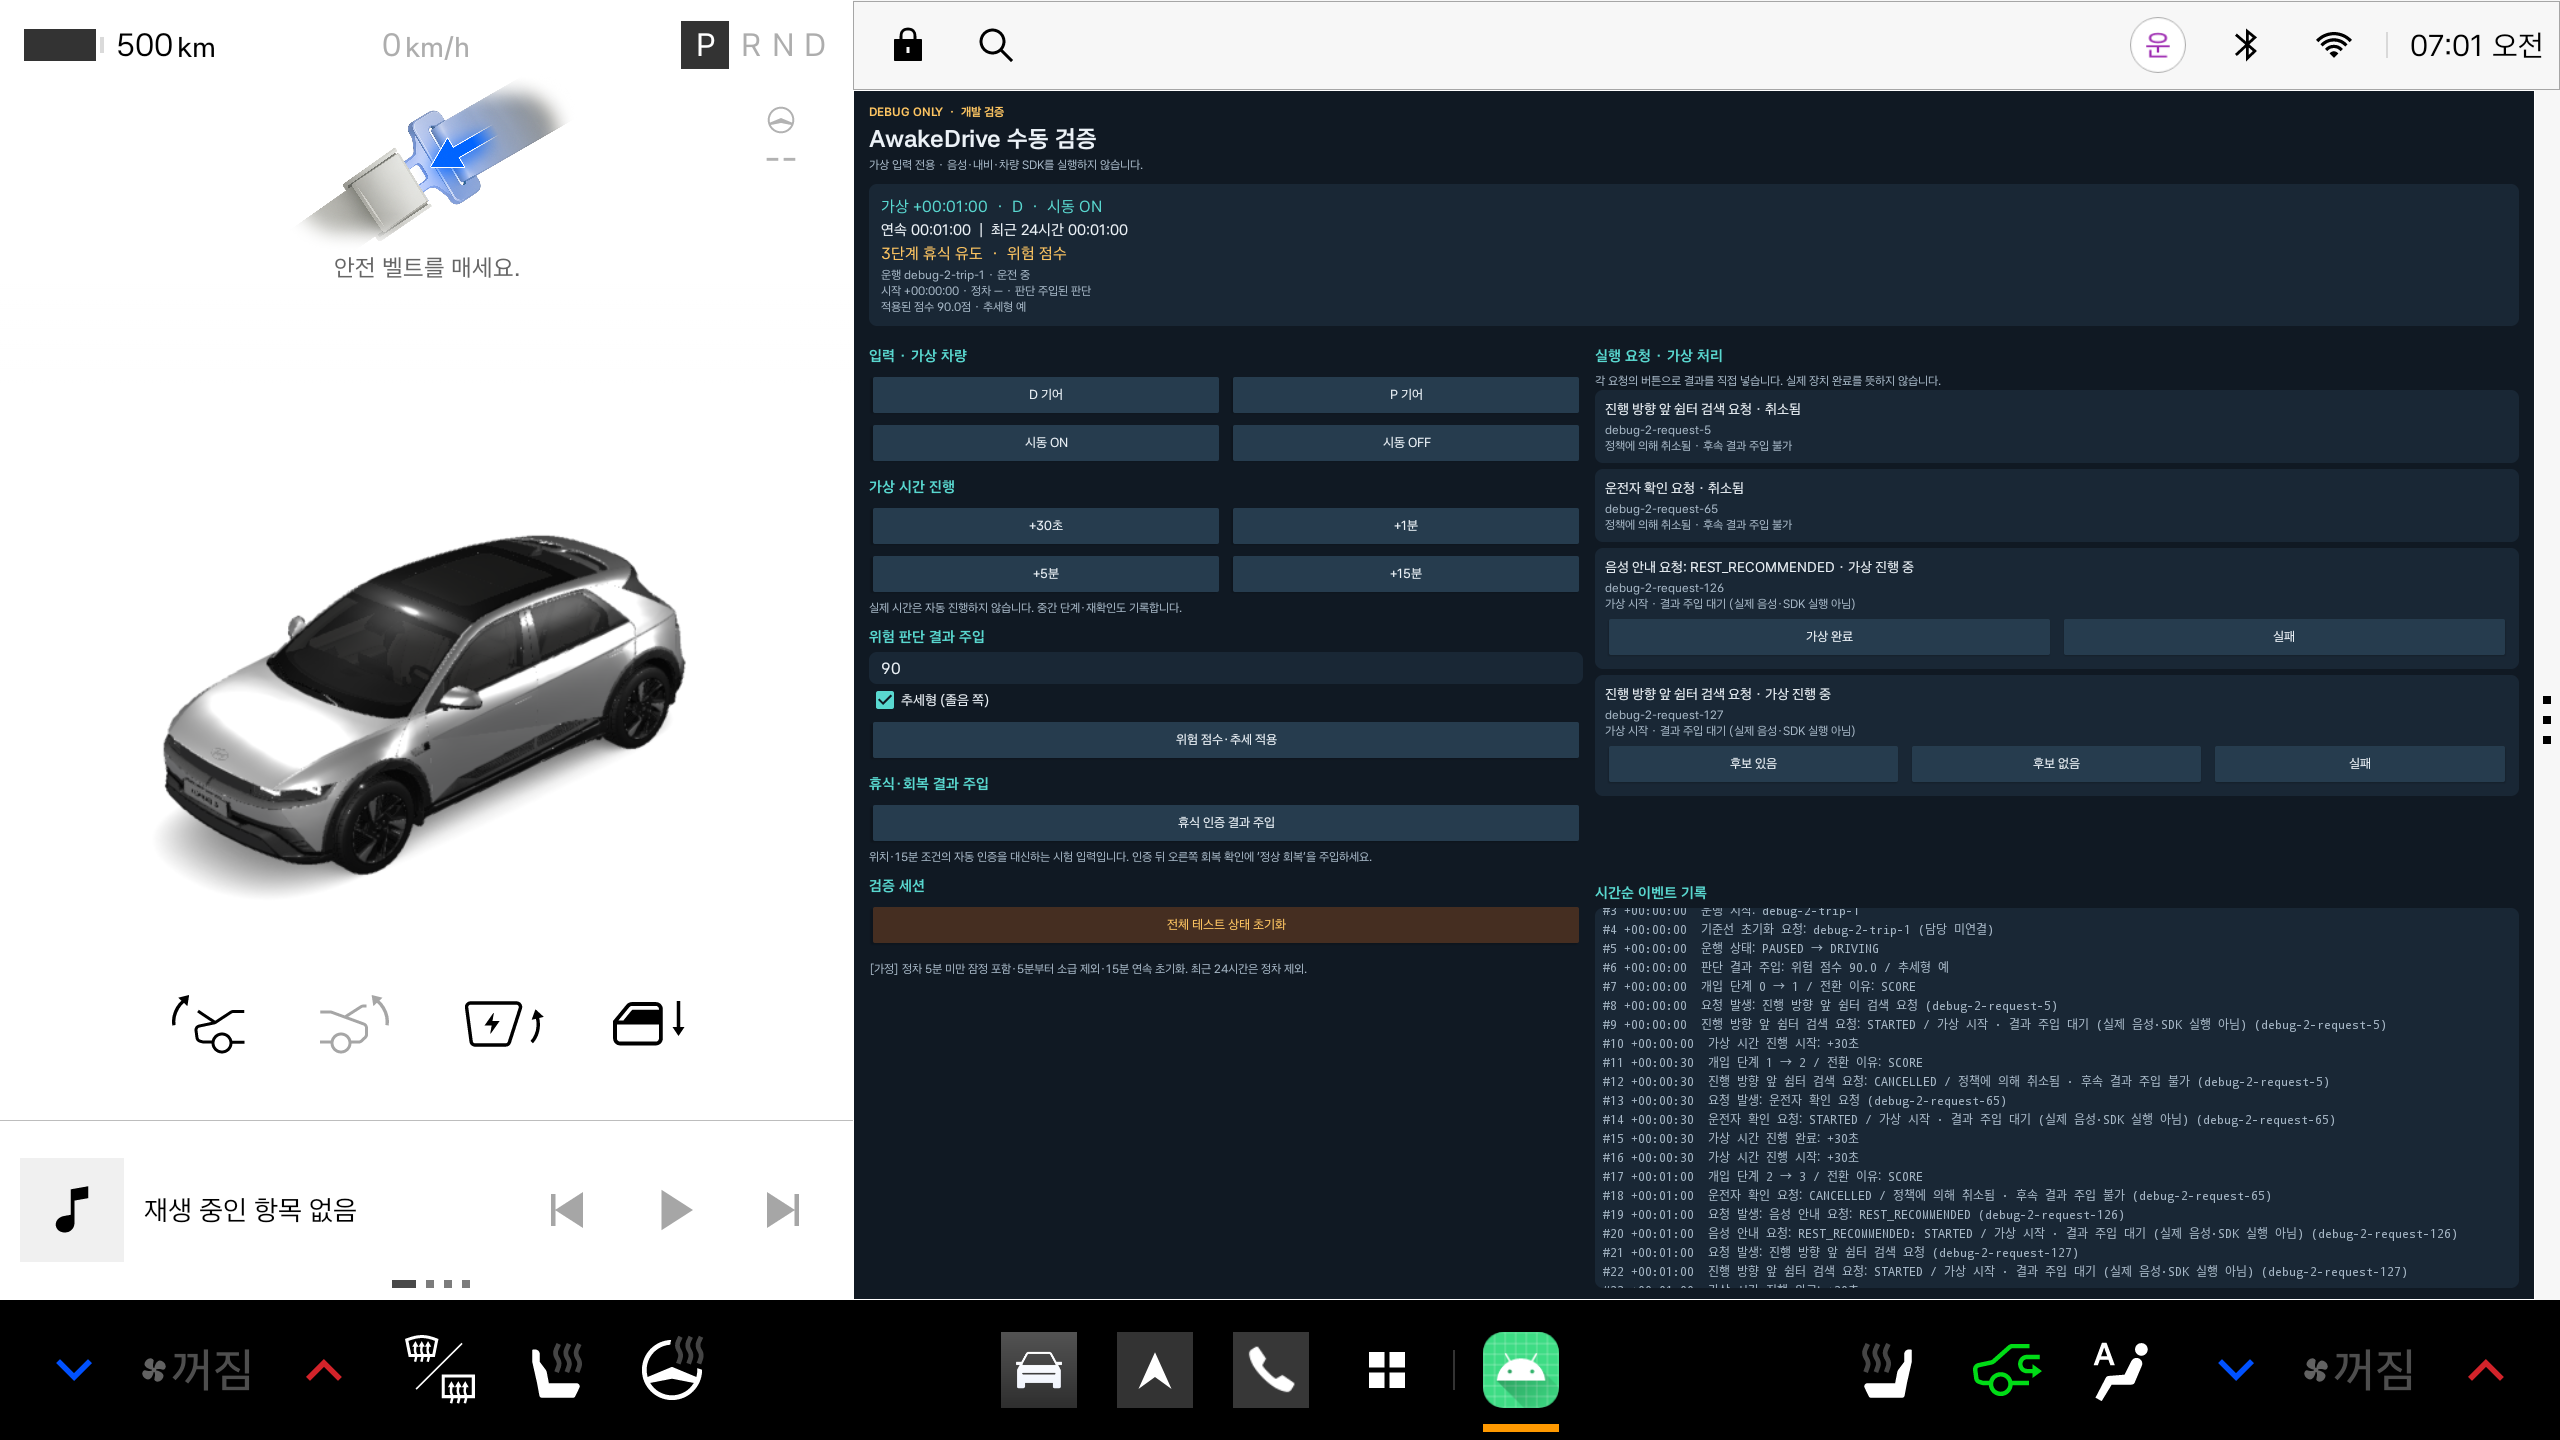 500 km
0 km/h
P R N D
안전 벨트를 매세요.
재생 중인 항목 없음
운
07:01 오전
DEBUG ONLY · 개발 검증
AwakeDrive 수동 검증
가상 입력 전용 · 음성·내비·차량 SDK를 실행하지 않습니다.
가상 +00:01:00 · D · 시동 ON
연속 00:01:00 | 최근 24시간 00:01:00
3단계 휴식 유도 · 위험 점수
운행 debug-2-trip-1 · 운전 중
시작 +00:00:00 · 정차 — · 판단 주입된 판단
적용된 점수 90.0점 · 추세형 예
입력 · 가상 차량
D 기어
P 기어
시동 ON
시동 OFF
가상 시간 진행
+30초
+1분
+5분
+15분
실제 시간은 자동 진행하지 않습니다. 중간 단계·재확인도 기록합니다.
위험 판단 결과 주입
90
추세형 (졸음 쪽)
위험 점수·추세 적용
휴식·회복 결과 주입
휴식 인증 결과 주입
위치·15분 조건의 자동 인증을 대신하는 시험 입력입니다. 인증 뒤 오른쪽 회복 확인에 ‘정상 회복’을 주입하세요.
검증 세션
전체 테스트 상태 초기화
[가정] 정차 5분 미만 잠정 포함·5분부터 소급 제외·15분 연속 초기화. 최근 24시간은 정차 제외.
실행 요청 · 가상 처리
각 요청의 버튼으로 결과를 직접 넣습니다. 실제 장치 완료를 뜻하지 않습니다.
진행 방향 앞 쉼터 검색 요청 · 취소됨
debug-2-request-5
정책에 의해 취소됨 · 후속 결과 주입 불가
운전자 확인 요청 · 취소됨
debug-2-request-65
정책에 의해 취소됨 · 후속 결과 주입 불가
음성 안내 요청: REST_RECOMMENDED · 가상 진행 중
debug-2-request-126
가상 시작 · 결과 주입 대기 (실제 음성·SDK 실행 아님)
가상 완료
실패
진행 방향 앞 쉼터 검색 요청 · 가상 진행 중
debug-2-request-127
가상 시작 · 결과 주입 대기 (실제 음성·SDK 실행 아님)
후보 있음
후보 없음
실패
시간순 이벤트 기록
#3 +00:00:00 운행 시작: debug-2-trip-1
#4 +00:00:00 기준선 초기화 요청: debug-2-trip-1 (담당 미연결)
#5 +00:00:00 운행 상태: PAUSED → DRIVING
#6 +00:00:00 판단 결과 주입: 위험 점수 90.0 / 추세형 예
#7 +00:00:00 개입 단계 0 → 1 / 전환 이유: SCORE
#8 +00:00:00 요청 발생: 진행 방향 앞 쉼터 검색 요청 (debug-2-request-5)
#9 +00:00:00 진행 방향 앞 쉼터 검색 요청: STARTED / 가상 시작 · 결과 주입 대기 (실제 음성·SDK 실행 아님) (debug-2-request-5)
#10 +00:00:00 가상 시간 진행 시작: +30초
#11 +00:00:30 개입 단계 1 → 2 / 전환 이유: SCORE
#12 +00:00:30 진행 방향 앞 쉼터 검색 요청: CANCELLED / 정책에 의해 취소됨 · 후속 결과 주입 불가 (debug-2-request-5)
#13 +00:00:30 요청 발생: 운전자 확인 요청 (debug-2-request-65)
#14 +00:00:30 운전자 확인 요청: STARTED / 가상 시작 · 결과 주입 대기 (실제 음성·SDK 실행 아님) (debug-2-request-65)
#15 +00:00:30 가상 시간 진행 완료: +30초
#16 +00:00:30 가상 시간 진행 시작: +30초
#17 +00:01:00 개입 단계 2 → 3 / 전환 이유: SCORE
#18 +00:01:00 운전자 확인 요청: CANCELLED / 정책에 의해 취소됨 · 후속 결과 주입 불가 (debug-2-request-65)
#19 +00:01:00 요청 발생: 음성 안내 요청: REST_RECOMMENDED (debug-2-request-126)
#20 +00:01:00 음성 안내 요청: REST_RECOMMENDED: STARTED / 가상 시작 · 결과 주입 대기 (실제 음성·SDK 실행 아님) (debug-2-request-126)
#21 +00:01:00 요청 발생: 진행 방향 앞 쉼터 검색 요청 (debug-2-request-127)
#22 +00:01:00 진행 방향 앞 쉼터 검색 요청: STARTED / 가상 시작 · 결과 주입 대기 (실제 음성·SDK 실행 아님) (debug-2-request-127)
꺼짐
A
꺼짐